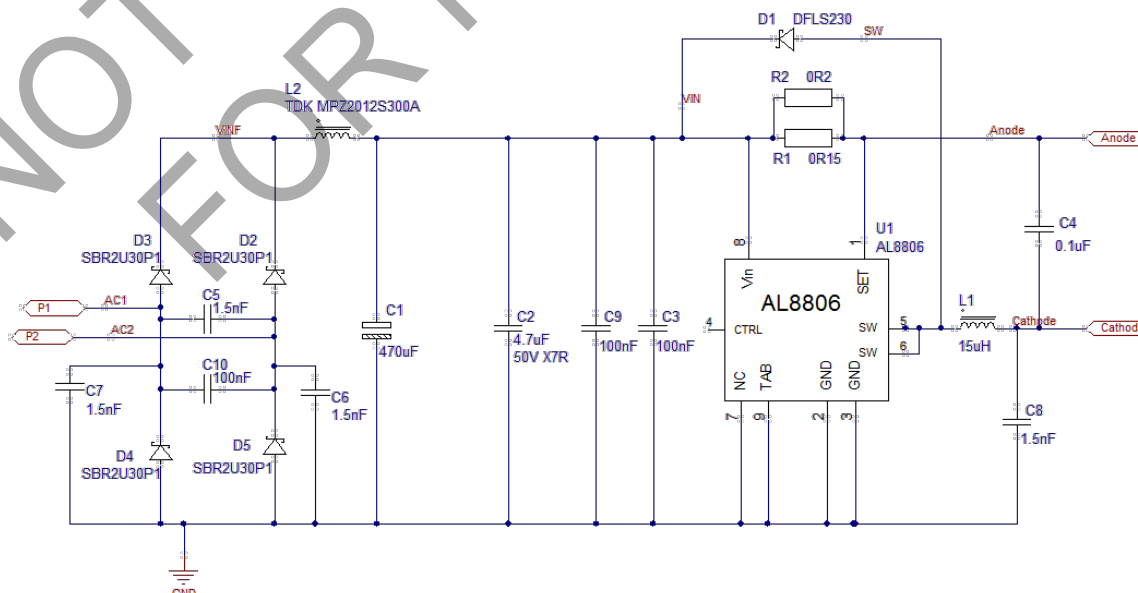 NOT
FOR
D1 DFLS230
SW
R2 0R2
L2
TDK MPZ2012S300A
VIN
VINF
Anode
Anode
R1 0R15
D3
SBR2U30P1
D2
SBR2U30P1
U1
AL8806
C4
0.1uF
8
1
Vin
SET
AL8806
P1
AC1
C5
1.5nF
P2
AC2
C1
470uF
C2
4.7uF
50V X7R
C9
100nF
C3
100nF
4
CTRL
SW
5
SW
6
L1
15uH
Cathode
Cathod
C10
100nF
C7
1.5nF
C6
1.5nF
NC
TAB
GND
GND
7
9
2
3
C8
1.5nF
D4
SBR2U30P1
D5
SBR2U30P1
GND